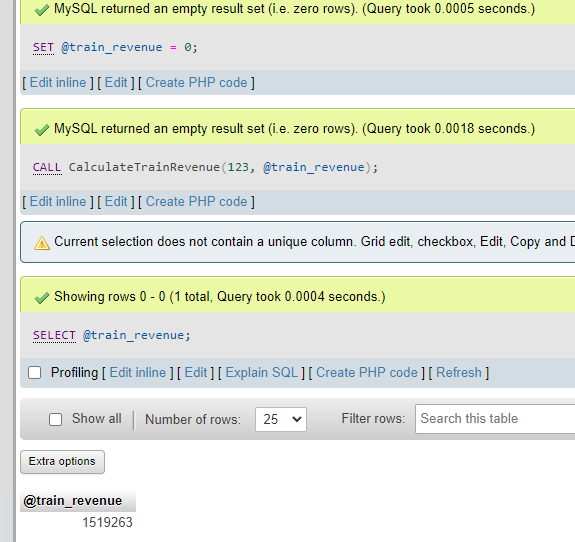 MySQL returned an empty result set (i.e. zero rows). (Query took 0.0005 seconds.)
SET @train_revenue = 0;
[ Edit inline ] [ Edit ] [ Create PHP code ]
MySQL returned an empty result set (i.e. zero rows). (Query took 0.0018 seconds.)
CALL CalculateTrainRevenue(123, @train_revenue);
[ Edit inline ] [ Edit ] [ Create PHP code ]
Current selection does not contain a unique column. Grid edit, checkbox, Edit, Copy and D
Showing rows 0 - 0 (1 total, Query took 0.0004 seconds.)
SELECT @train_revenue;
Profiling [ Edit inline ] [ Edit ] [ Explain SQL ] [ Create PHP code ] [ Refresh ]
Show all Number of rows: 25 Filter rows: Search this table
Extra options
@train_revenue
1519263